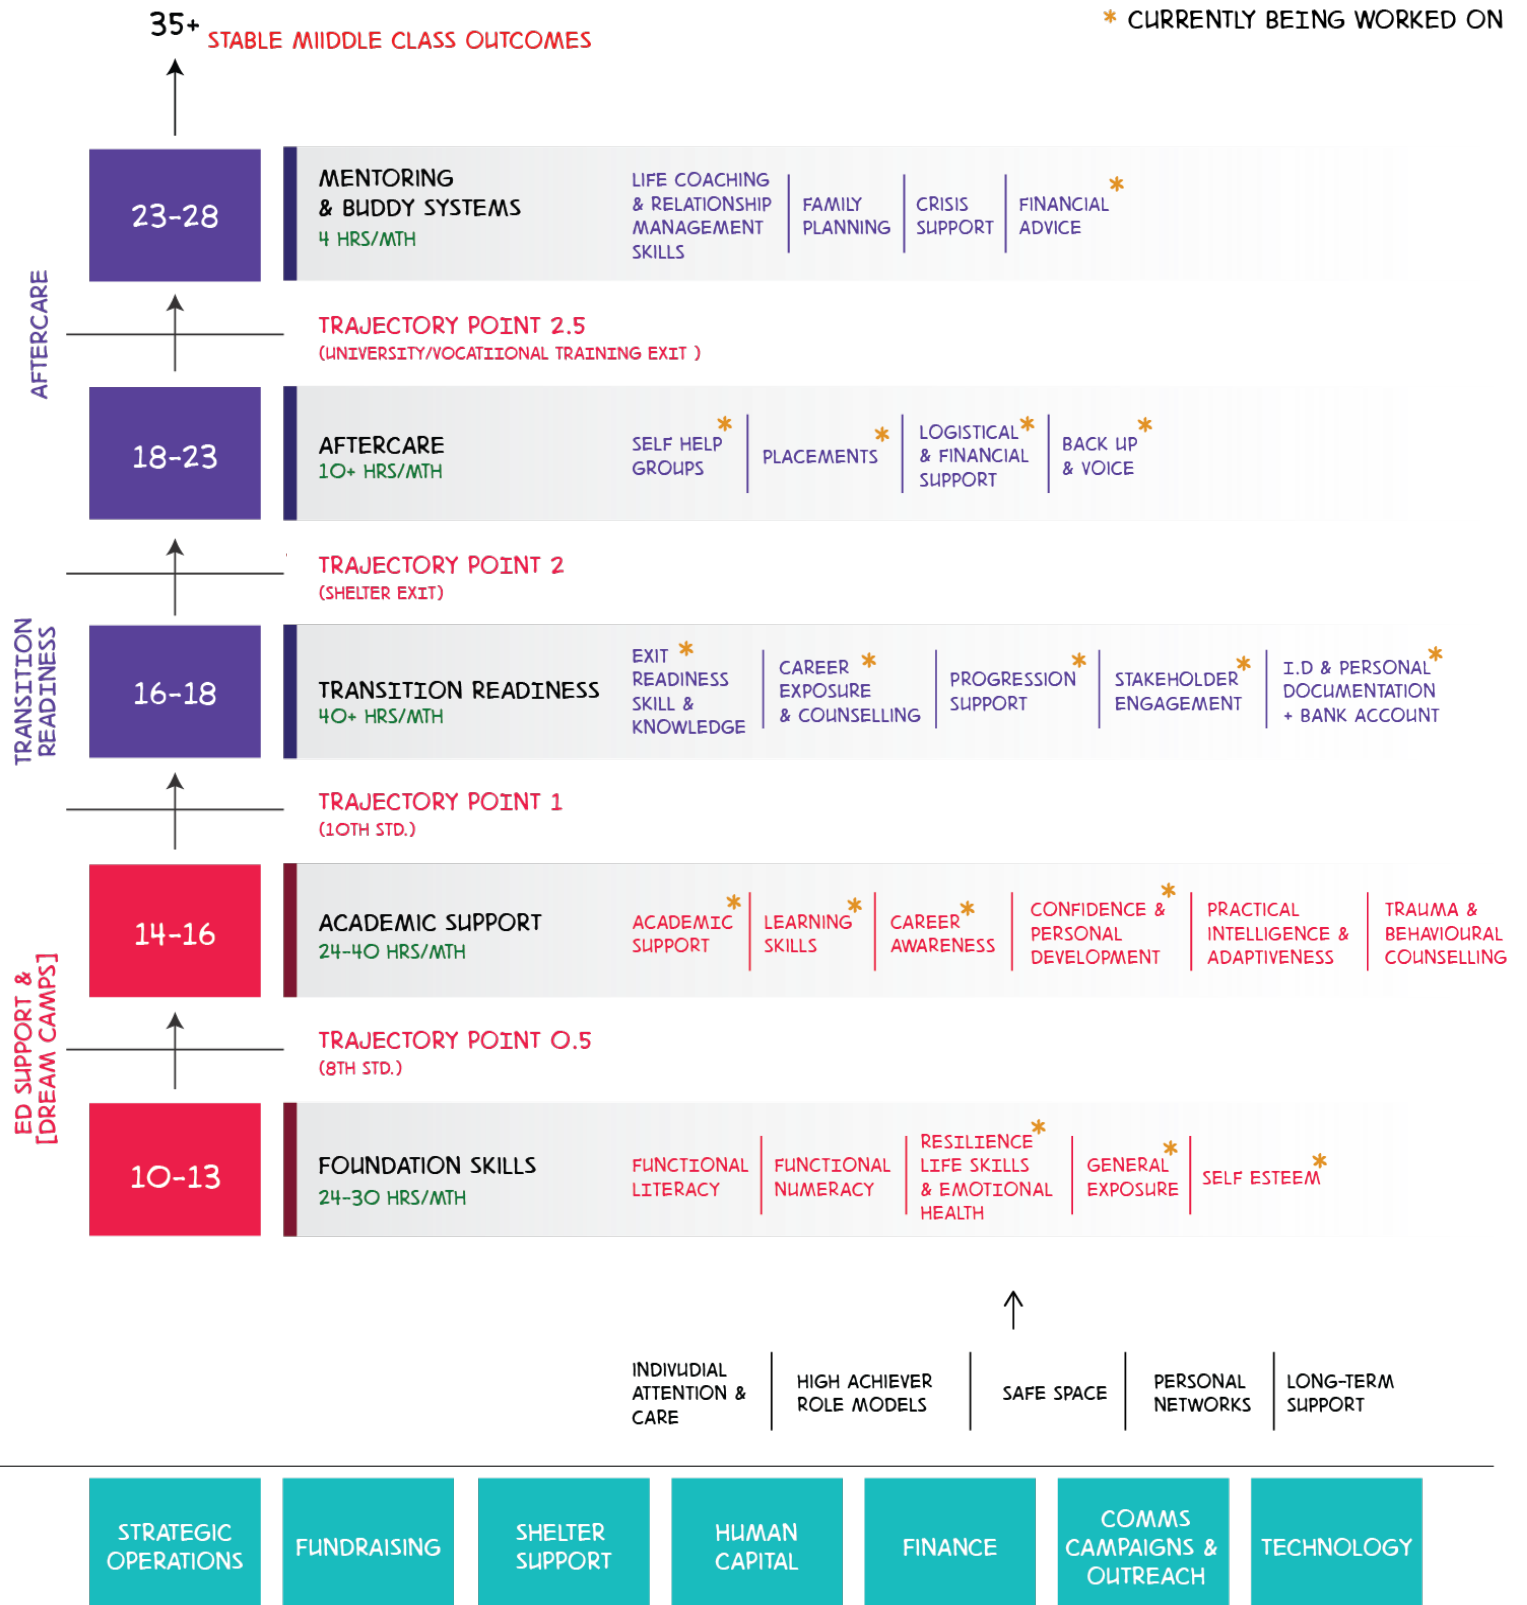 35+
STABLE MIIDDLE CLASS OUTCOMES
* CURRENTLY BEING WORKED ON
AFTERCARE
23-28
MENTORING
& BUDDY SYSTEMS
4 HRS/MTH
LIFE COACHING
& RELATIONSHIP
MANAGEMENT
SKILLS
FAMILY
PLANNING
CRISIS
SUPPORT
FINANCIAL *
ADVICE
TRAJECTORY POINT 2.5
(UNIVERSITY/VOCATIIONAL TRAINING EXIT )
18-23
AFTERCARE
10+ HRS/MTH
SELF HELP *
GROUPS
PLACEMENTS *
LOGISTICAL *
& FINANCIAL
SUPPORT
BACK UP *
& VOICE
TRAJECTORY POINT 2
(SHELTER EXIT)
TRANSITION
READINESS
16-18
TRANSITION READINESS
40+ HRS/MTH
EXIT *
READINESS
SKILL &
KNOWLEDGE
CAREER *
EXPOSURE
& COUNSELLING
PROGRESSION *
SUPPORT
STAKEHOLDER *
ENGAGEMENT
I.D & PERSONAL *
DOCUMENTATION
+ BANK ACCOUNT
TRAJECTORY POINT 1
(10TH STD.)
ED SUPPORT &
[DREAM CAMPS]
14-16
ACADEMIC SUPPORT
24-40 HRS/MTH
ACADEMIC *
SUPPORT
LEARNING *
SKILLS
CAREER *
AWARENESS
CONFIDENCE & *
PERSONAL
DEVELOPMENT
PRACTICAL
INTELLIGENCE &
ADAPTIVENESS
TRAUMA &
BEHAVIOURAL
COUNSELLING
TRAJECTORY POINT 0.5
(8TH STD.)
10-13
FOUNDATION SKILLS
24-30 HRS/MTH
FUNCTIONAL
LITERACY
FUNCTIONAL
NUMERACY
RESILIENCE *
LIFE SKILLS
& EMOTIONAL
HEALTH
GENERAL *
EXPOSURE
SELF ESTEEM *
INDIVUDIAL
ATTENTION &
CARE
HIGH ACHIEVER
ROLE MODELS
SAFE SPACE
PERSONAL
NETWORKS
LONG-TERM
SUPPORT
STRATEGIC
OPERATIONS
FUNDRAISING
SHELTER
SUPPORT
HUMAN
CAPITAL
FINANCE
COMMS
CAMPAIGNS &
OUTREACH
TECHNOLOGY